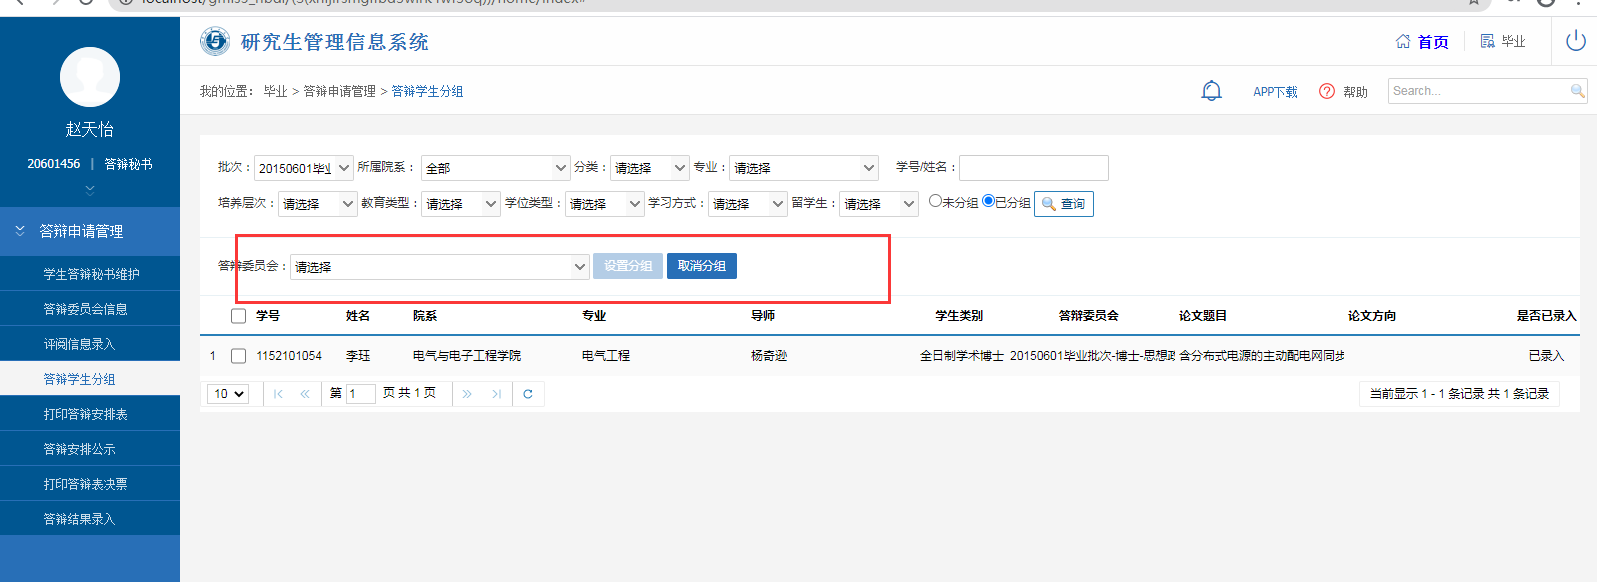 研究生管理信息系统
首页
毕业
赵天怡
20601456 | 答辩秘书
我的位置： 毕业 > 答辩申请管理 > 答辩学生分组
APP下载
帮助
Search...
答辩申请管理
学生答辩秘书维护
答辩委员会信息
评阅信息录入
答辩学生分组
打印答辩安排表
答辩安排公示
打印答辩表决票
答辩结果录入
批次： 20150601毕业 所属院系： 全部 分类： 请选择 专业： 请选择 学号/姓名：
培养层次： 请选择 教育类型： 请选择 学位类型： 请选择 学习方式： 请选择 留学生： 请选择 未分组 已分组 查询
答辩委员会： 请选择 设置分组 取消分组
学号 姓名 院系 专业 导师 学生类别 答辩委员会 论文题目 论文方向 是否已录入
1 1152101054 李珏 电气与电子工程学院 电气工程 杨奇逊 全日制学术博士 20150601毕业批次-博士-思想政 含分布式电源的主动配电网同步 已录入
10 第 1 页 共 1 页
当前显示 1 - 1 条记录 共 1 条记录